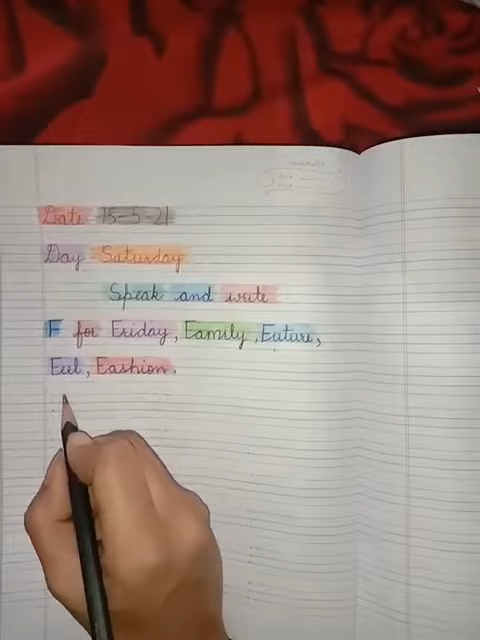 Date 15-5-21
Day Saturday
Speak and write
F for Friday, Family, Future,
Feel, Fashion.